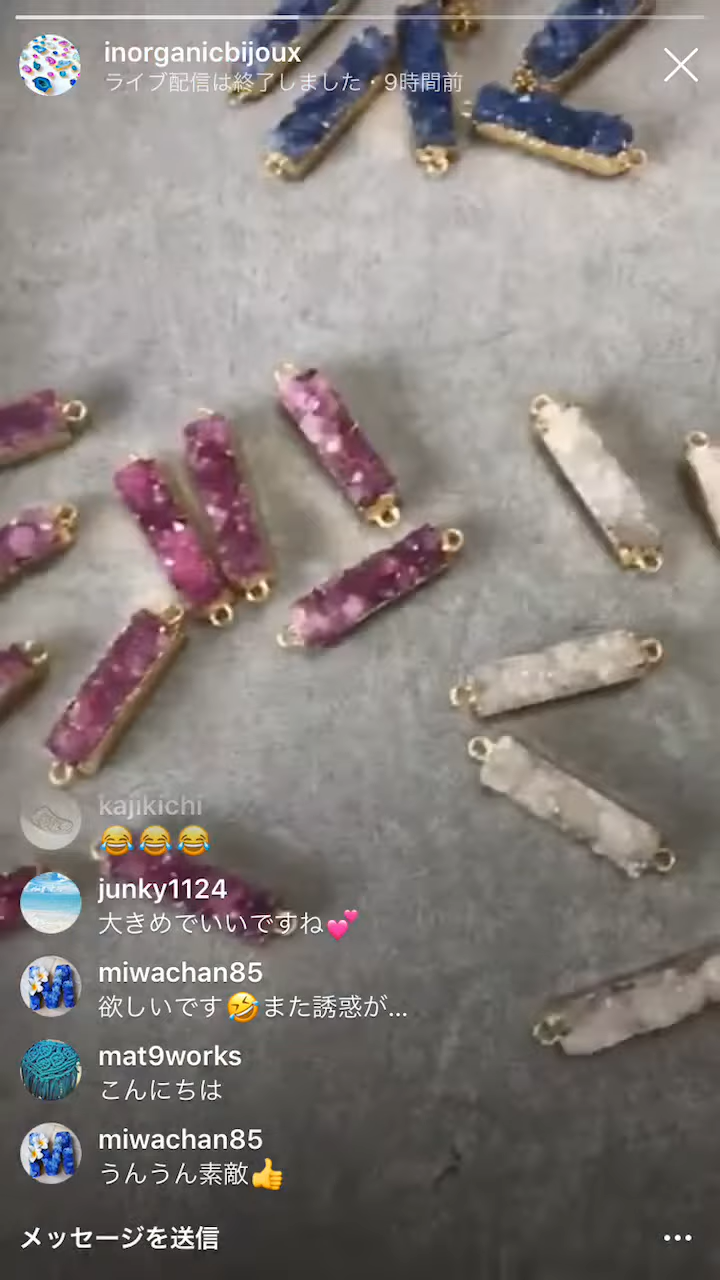 inorganicbijoux
ライブ配信は終了しました・9時間前
kajikichi
😂😂😂
junky1124
大きめでいいですね💕
miwachan85
欲しいです🤣また誘惑が...
mat9works
こんにちは
miwachan85
うんうん素敵👍
メッセージを送信